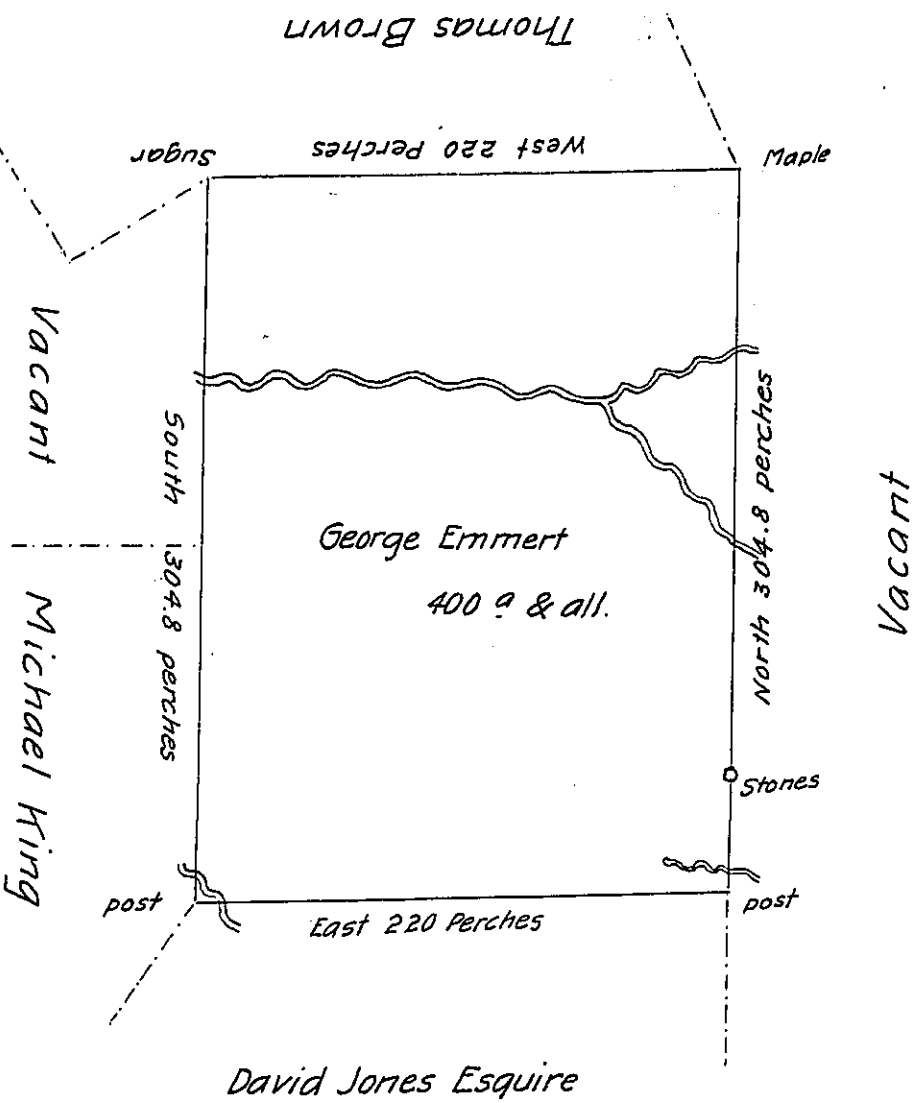 Thomas Brown
Sugar
West 220 Perches
Maple
Vacant
South 304.8 perches
North 304.8 perches
Vacant
George Emmert
400 a & all.
Michael King
Stones
post
East 220 Perches
post
David Jones Esquire